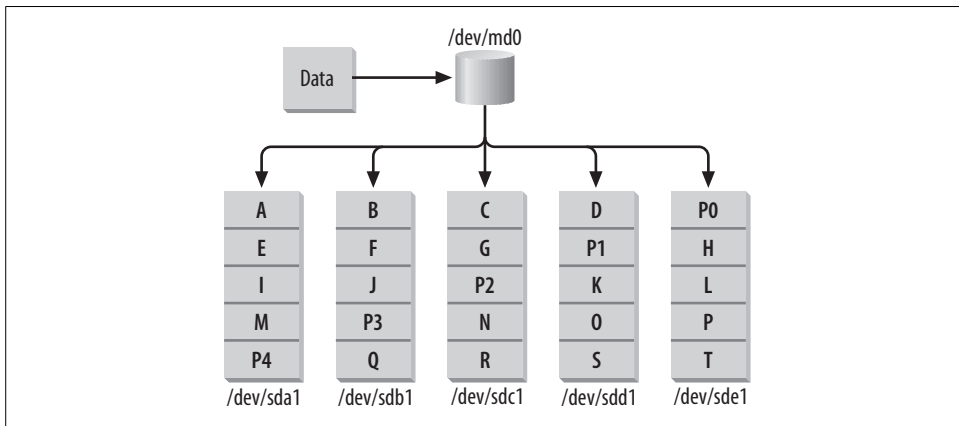 /dev/md0
Data
A B C D P0
E F G P1 H
I J P2 K L
M P3 N O P
P4 Q R S T
/dev/sda1 /dev/sdb1 /dev/sdc1 /dev/sdd1 /dev/sde1